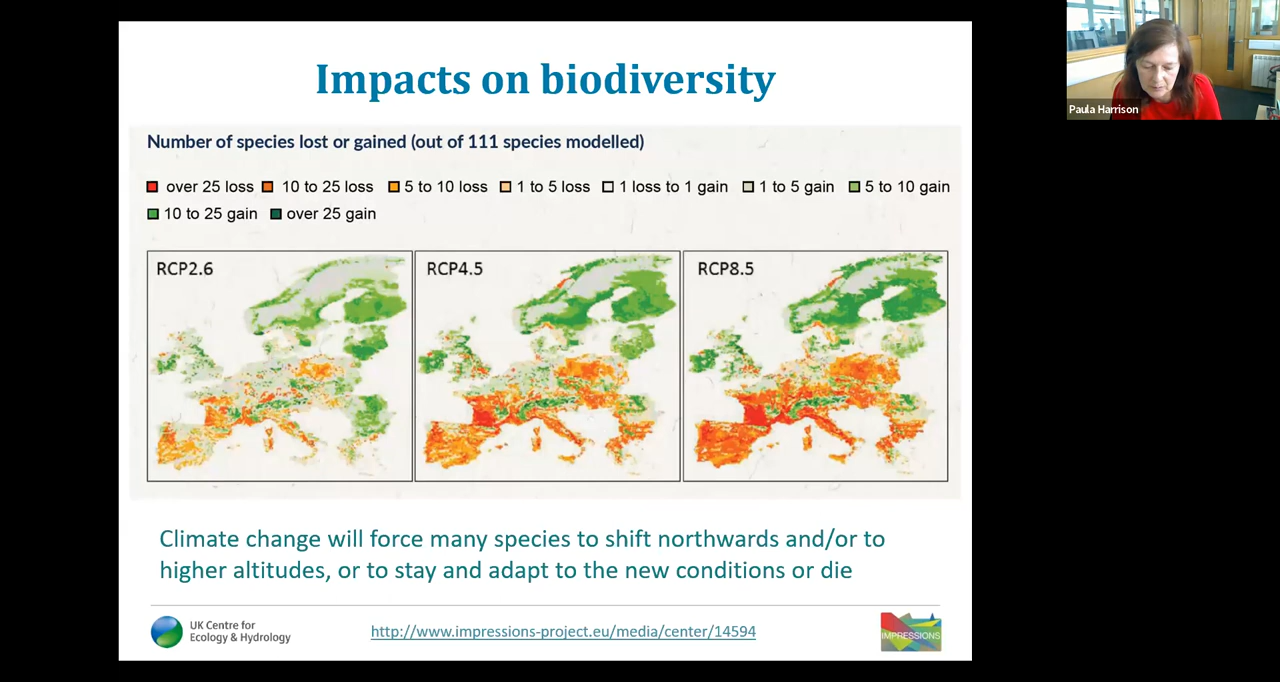 Impacts on biodiversity
Number of species lost or gained (out of 111 species modelled)
over 25 loss 10 to 25 loss 5 to 10 loss 1 to 5 loss 1 loss to 1 gain 1 to 5 gain 5 to 10 gain
10 to 25 gain over 25 gain
RCP2.6 RCP4.5 RCP8.5
Climate change will force many species to shift northwards and/or to
higher altitudes, or to stay and adapt to the new conditions or die
UK Centre for
Ecology & Hydrology
http://www.impressions-project.eu/media/center/14594
IMPRESSIONS
Paula Harrison